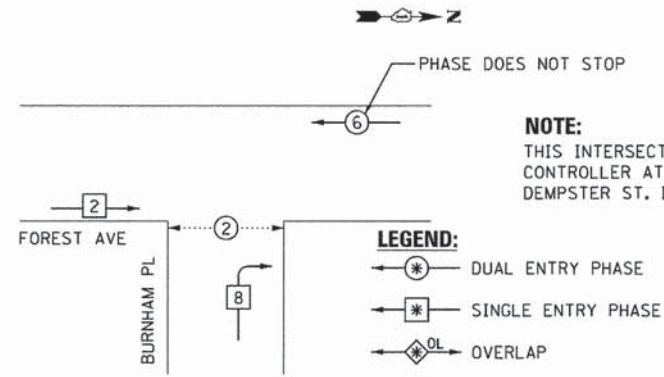 N
PHASE DOES NOT STOP
6
NOTE:
THIS INTERSECT
CONTROLLER AT
DEMPSTER ST.
2
2
FOREST AVE
BURNHAM PL
8
LEGEND:
* DUAL ENTRY PHASE
* SINGLE ENTRY PHASE
* OL OVERLAP